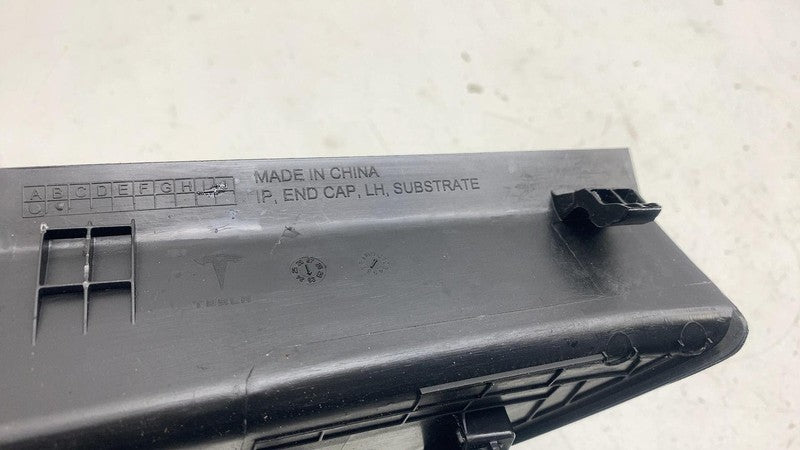 MADE IN CHINA
IP, END CAP, LH, SUBSTRATE
A B C D E F G H I J
TESLA